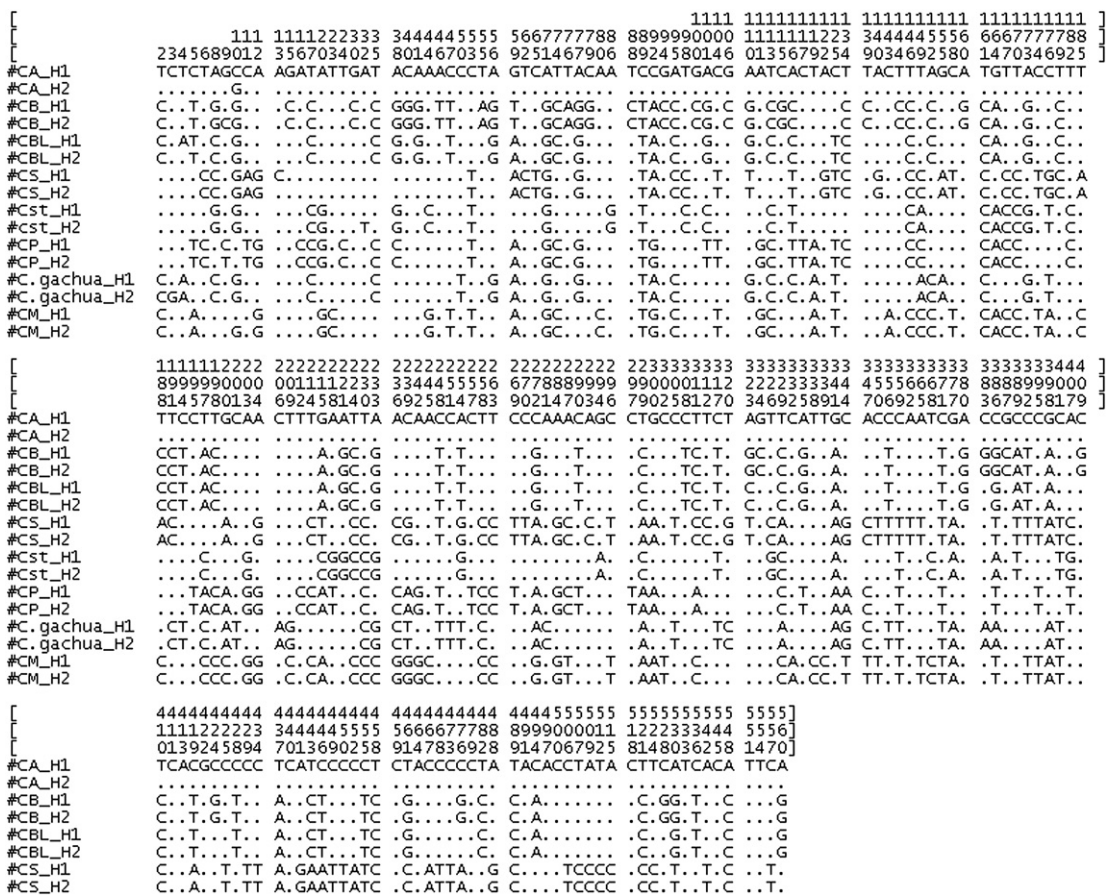 [ 1111 1111111111 1111111111 1111111111 ]
[ 111 1111222333 3444445555 5667777788 8899990000 1111111223 3444445556 6667777788]
[ 2345689012 3567034025 8014670356 9251467906 8924580146 0135679254 9034692580 1470346925 ]
#CA_H1 TCTCTAGCCA AGATATTGAT ACAAACCCTA GTCATTACAA TCCGATGACG AATCACTACT TACTTTAGCA TGTTACCTTT
#CA_H2 ......G... .......... .......... .......... .......... .......... .......... ..........
#CB_H1 C..T.G.G.. .C.C...C.C GGG.TT..AG T..GCAGG.. CTACC.CG.C G.CGC....C C..CC.C..G CA..G..C..
#CB_H2 C..T.GCG.. .C.C...C.C GGG.TT..AG T..GCAGG.. CTACC.CG.C G.CGC....C C..CC.C..G CA..G..C..
#CBL_H1 C.AT.C.G.. ...C.....C G.G..T...G A..GC.G... .TA.C..G.. G.C.C...TC ....C.C... CA..G..C..
#CBL_H2 C..T.C.G.. ...C.....C G.G..T...G A..GC.G... .TA.C..G.. G.C.C...TC ....C.C... CA..G..C..
#CS_H1 ....CC.GAG C......... .......T.. ACTG..G... .TA.CC..T. T...T..GTC .G..CC.AT. C.CC.TGC.A
#CS_H2 ....CC.GAG .......... .......T.. ACTG..G... .TA.CC..T. T...T..GTC .G..CC.AT. C.CC.TGC.A
#Cst_H1 .....G.G.. ...CG..... G..C...T.. ...G.....G .T...C.C.. ...C.T.... .....CA... CACCG.T.C.
#cst_H2 .....G.G.. ...CG...T. G..C...T.. ...G.....G .T...C.C.. ...C.T.... .....CA... CACCG...C.
#CP_H1 ...TC.C.TG ..CCG.C..C C......T.. A..GC.G... .TG....TT. .GC.TTA.TC .....CC... CACC....C.
#CP_H2 ...TC.T.TG ..CCG.C..C C......T.. A..GC.G... .TG....TT. .GC.TTA.TC .....CC... CACC....C.
#C.gachua_H1 C.A..C.G.. ...C.....C ......T..G A..G..G... .TA.C..... G.C.C.A.T. .....ACA.. C...G.T...
#C.gachua_H2 CGA..C.G.. ...C.....C ......T..G A..G..G... .TA.C..... G.C.C.A.T. .....ACA.. C...G.T...
#CM_H1 C..A.....G ....GC.... ....G.T.T. A..GC...C. .TG.C...T. .GC...A.T. ..A.CCC.T. CACC.TA..C
#CM_H2 C..A...G.G ....GC.... ....G.T.T. A..GC...C. .TG.C...T. .GC...A.T. ..A.CCC.T. CACC.TA..C
[ 1111112222 2222222222 2222222222 2222222222 2233333333 3333333333 3333333333 3333333444 ]
[ 8999990000 0011112233 3344455556 6778889999 9900001112 2222333344 4555666778 8888999000 ]
[ 8145780134 6924581403 6925814783 9021470346 7902581270 3469258914 7069258170 3679258179 ]
#CA_H1 TTCCTTGCAA CTTTGAATTA ACAACCACTT CCCAAACAGC CTGCCCTTCT AGTTCATTGC ACCCAATCGA CCGCCCGCAC
#CA_H2 .......... .......... .......... .......... .......... .......... .......... ..........
#CB_H1 CCT.AC.... ....A.GC.G ....T.T... ...G...T.. ..C...TC.T. GC.C.G..A. ...T....T.G GGCAT.A..G
#CB_H2 CCT.AC.... ....A.GC.G ....T.T... ...G...T.. ..C...TC.T. GC.C.G..A. ...T....T.G GGCAT.A..G
#CBL_H1 CCT.AC.... ....A.GC.G ....T.T... ...G...T.. ..C...TC.T. C..C.G..A. ...T....T.G G.G.AT.A...
#CBL_H2 CCT.AC.... ....A.GC.G ....T.T... ...G...T.. ..C...TC.T. C..C.G..A. ...T....T.G G.G.AT.A...
#CS_H1 AC....A..G ...CT..CC. CG..T.G.CC TTA.GC.C.T .AA.T.CC.G T.CA....AG CTTTTT.TA. .T.TTTATC.
#CS_H2 AC....A..G ...CT..CC. CG..T.G.CC TTA.GC.C.T .AA.T.CC.G T.CA....AG CTTTTT.TA. .T.TTTATC.
#Cst_H1 ....C...G. ....CGGCCG ......G... ........A. .C.....T.. .GC.....A. ...T..C.A. .A.T...TG.
#Cst_H2 ....C...G. ....CGGCCG ......G... ........A. .C.....T.. .GC.....A. ...T..C.A. .A.T...TG.
#CP_H1 ...TACA.GG ..CCAT..C. CAG.T..TCC T.A.GCT... .TAA...A.. ...C.T..AA C..T...T.. .T...T..T.
#CP_H2 ...TACA.GG ..CCAT..C. CAG.T..TCC T.A.GCT... .TAA...A.. ...C.T..AA C..T...T.. .T...T..T.
#C.gachua_H1 .CT.C.AT.. AG......CG CT..TTT.C. ..AC...... .A..T...TC ...A....AG C.TT...TA. AA....AT..
#C.gachua_H2 .CT.C.AT.. AG......CG CT..TTT.C. ..AC...... .A..T...TC ...A....AG C.TT...TA. AA....AT..
#CM_H1 C...CCC.GG .C.CA..CCC GGGC....CC ..G.GT...T .AAT..C... ...CA.CC.T TT.T.TCTA. .T..TTAT..
#CM_H2 C...CCC.GG .C.CA..CCC GGGC....CC ..G.GT...T .AAT..C... ...CA.CC.T TT.T.TCTA. .T..TTAT..
[ 4444444444 4444444444 4444444444 4444555555 5555555555 5555]
[ 1111222223 3444445555 5666677788 8999000011 1222333444 5556]
[ 0139245894 7013690258 9147836928 9147067925 8148036258 1470]
#CA_H1 TCACGCCCCC TCATCCCCCT CTACCCCCTA TACACCTATA CTTCATCACA TTCA
#CA_H2 .......... .......... .......... .......... .......... ....
#CB_H1 C..T.G.T.. A..CT...TC .G....G.C. C.A....... .C.GG.T..C ...G
#CB_H2 C..T.G.T.. A..CT...TC .G....G.C. C.A....... .C.GG.T..C ...G
#CBL_H1 C..T...T.. A..CT...TC .G......C. C.A....... .C..G.T..C ...G
#CBL_H2 C..T...T.. A..CT...TC .G......C. C.A....... .C..G.T..C ...G
#CS_H1 C..A..T.TT A.GAATTATC .C.ATTA..G C....TCCCC .CC.T..T.C ..T.
#CS_H2 C..A..T.TT A.GAATTATC .C.ATTA..G C....TCCCC .CC.T..T.C ..T.